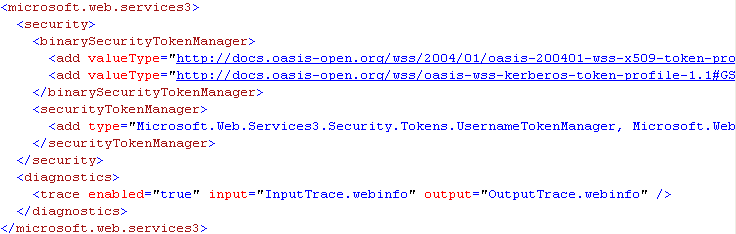 <microsoft.web.services3>
<security>
<binarySecurityTokenManager>
<add valueType="http://docs.oasis-open.org/wss/2004/01/oasis-200401-wss-x509-token-pro
<add valueType="http://docs.oasis-open.org/wss/oasis-wss-kerberos-token-profile-1.1#GS
</binarySecurityTokenManager>
<securityTokenManager>
<add type="Microsoft.Web.Services3.Security.Tokens.UsernameTokenManager, Microsoft.Web
</securityTokenManager>
</security>
<diagnostics>
<trace enabled="true" input="InputTrace.webinfo" output="OutputTrace.webinfo" />
</diagnostics>
</microsoft.web.services3>